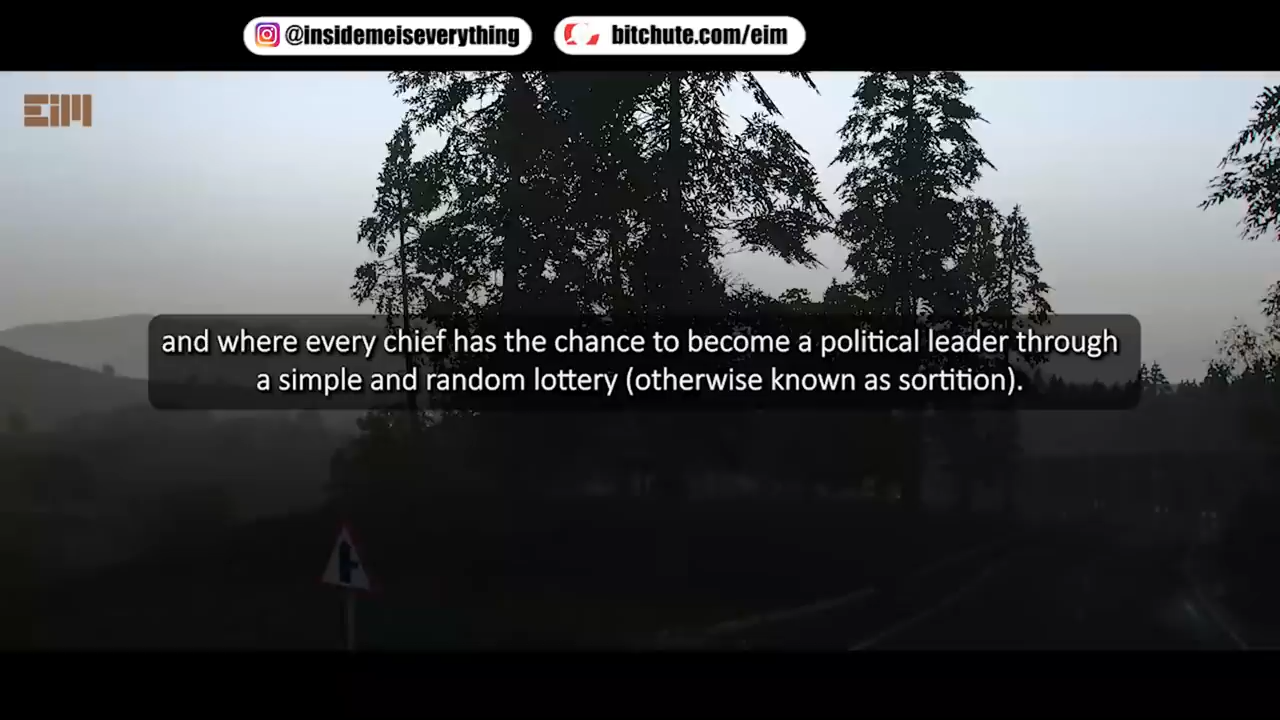 @insidemeiseverything
bitchute.com/eim
EiM
and where every chief has the chance to become a political leader through
a simple and random lottery (otherwise known as sortition).